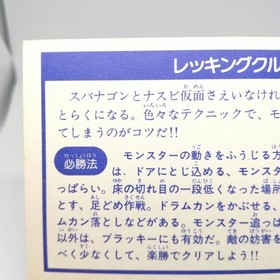 レッキングクル
スパナゴンとナスビ仮面さえいなけれ
とらくになる。色々なテクニックで、モ
てしまうのがコツだ!!
必勝法
モンスターの動きをふうじる方
は、ドアにとじ込める、モンス
っぱらい。床の切れ目の一段低くなった場所
とす、足どめ作戦。ドラムカンをかぶせる、
ムカン落としなどがある。モンスター追っ
以外は、ブラッキーにも有効だ。敵の妨害を
べく少なくして、楽勝でクリアしよう!!